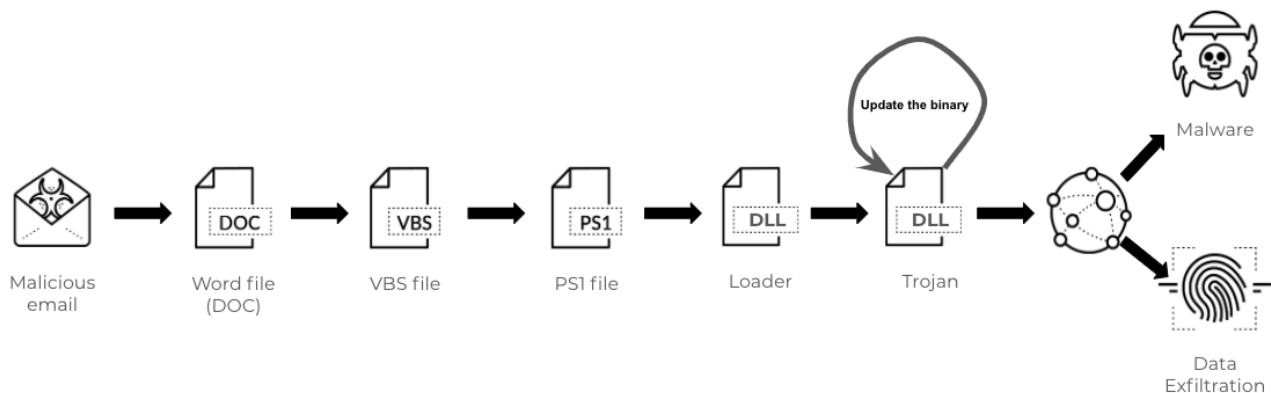 Update the binary
Malware
DOC
VBS
PS1
DLL
DLL
Malicious
email
Word file
(DOC)
VBS file
PS1 file
Loader
Trojan
Data
Exfiltration